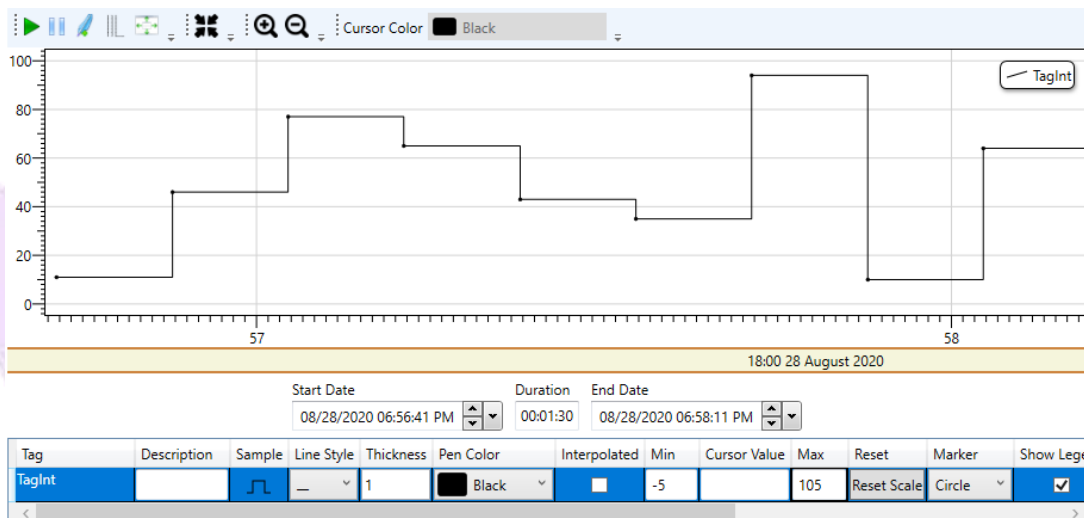 Cursor Color Black
100
TagInt
80
60
40
20
0
57 58
18:00 28 August 2020
Start Date Duration End Date
08/28/2020 06:56:41 PM 00:01:30 08/28/2020 06:58:11 PM
Tag Description Sample Line Style Thickness Pen Color Interpolated Min Cursor Value Max Reset Marker Show Lege
TagInt 1 Black -5 105 Reset Scale Circle